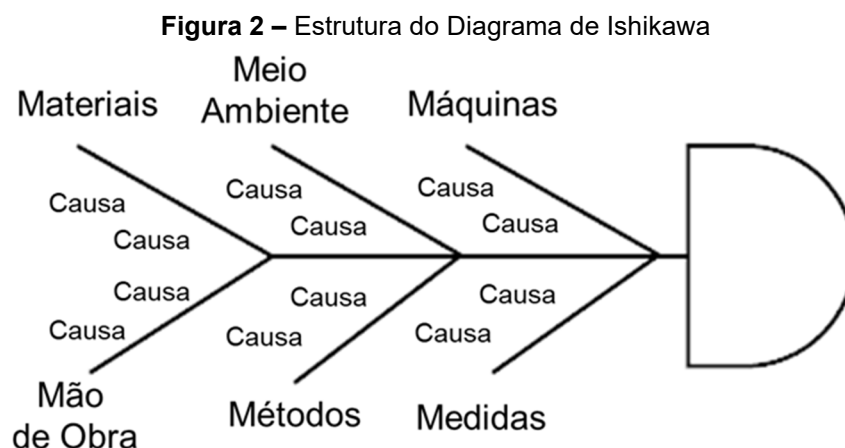 Figura 2 – Estrutura do Diagrama de Ishikawa
Materiais
Meio
Ambiente
Máquinas
Causa
Causa
Causa
Causa
Causa
Causa
Causa
Causa
Causa
Causa
Causa
Causa
Mão
de Obra
Métodos
Medidas